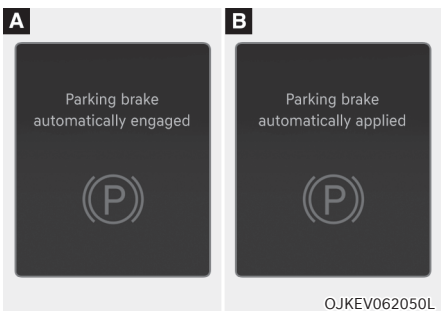 A
Parking brake
automatically engaged
P
B
Parking brake
automatically applied
P
OJKEV062050L